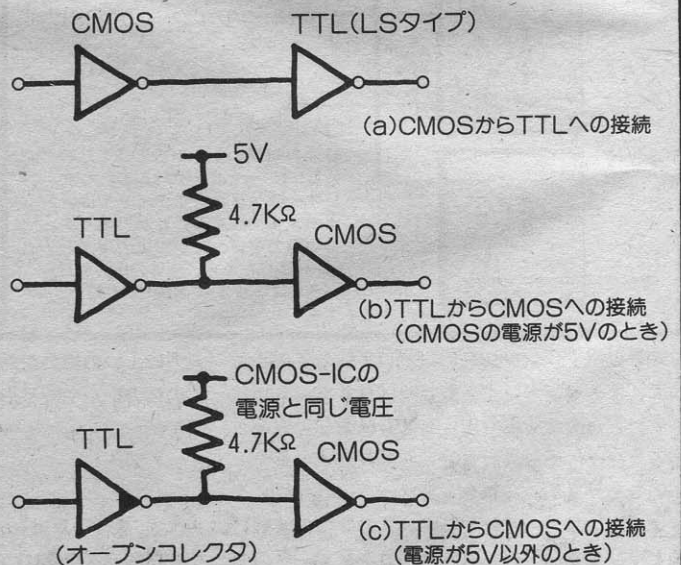 CMOS
TTL(LSタイプ)
(a)CMOSからTTLへの接続
5V
4.7KΩ
TTL
CMOS
(b)TTLからCMOSへの接続
(CMOSの電源が5Vのとき)
CMOS-ICの
電源と同じ電圧
4.7KΩ
TTL
CMOS
(オープンコレクタ)
(c)TTLからCMOSへの接続
(電源が5V以外のとき)